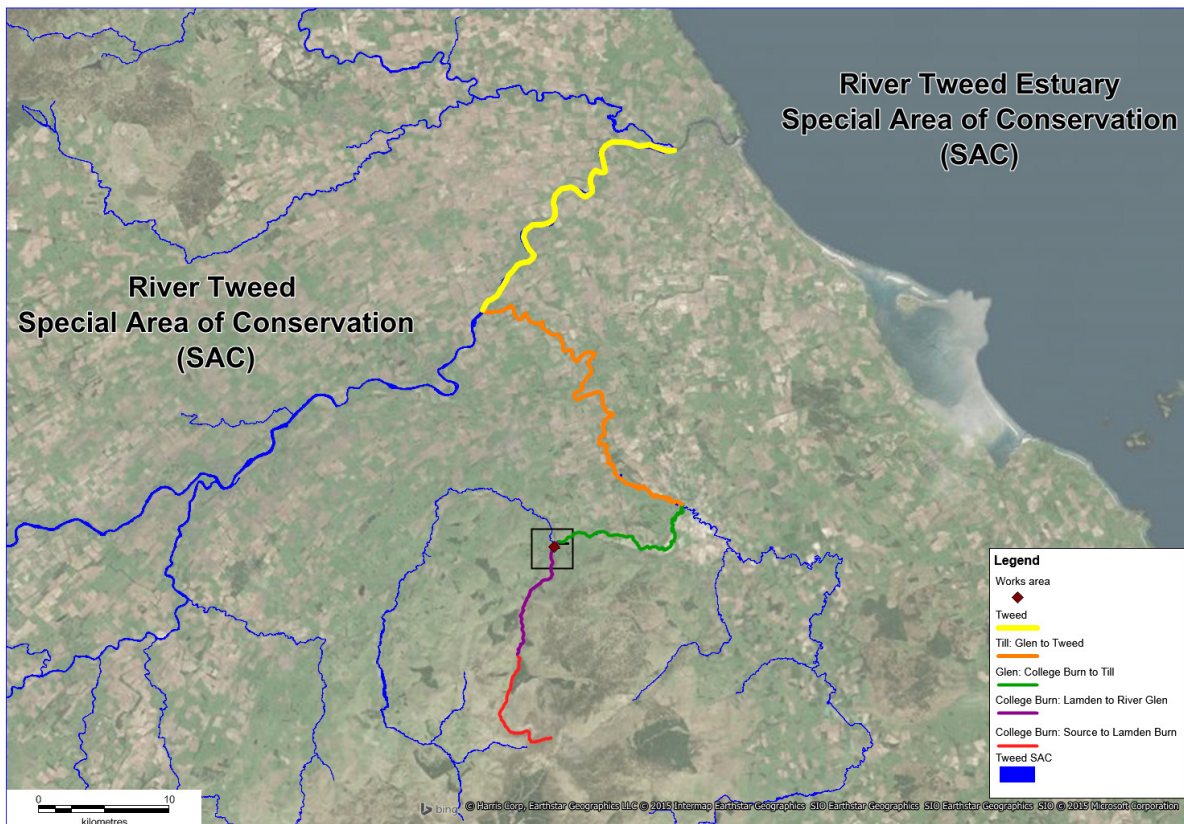 River Tweed Estuary
Special Area of Conservation
(SAC)
River Tweed
Special Area of Conservation
(SAC)
Legend
Works area
Tweed
Till: Glen to Tweed
Glen: College Burn to Till
College Burn: Lamden to River Glen
College Burn: Source to Lamden Burn
Tweed SAC
0 10
kilometres
bing © Harris Corp, Earthstar Geographics LLC © 2015 Intermap Earthstar Geographics SIO Earthstar Geographics SIO Earthstar Geographics SIO © 2015 Microsoft Corporation